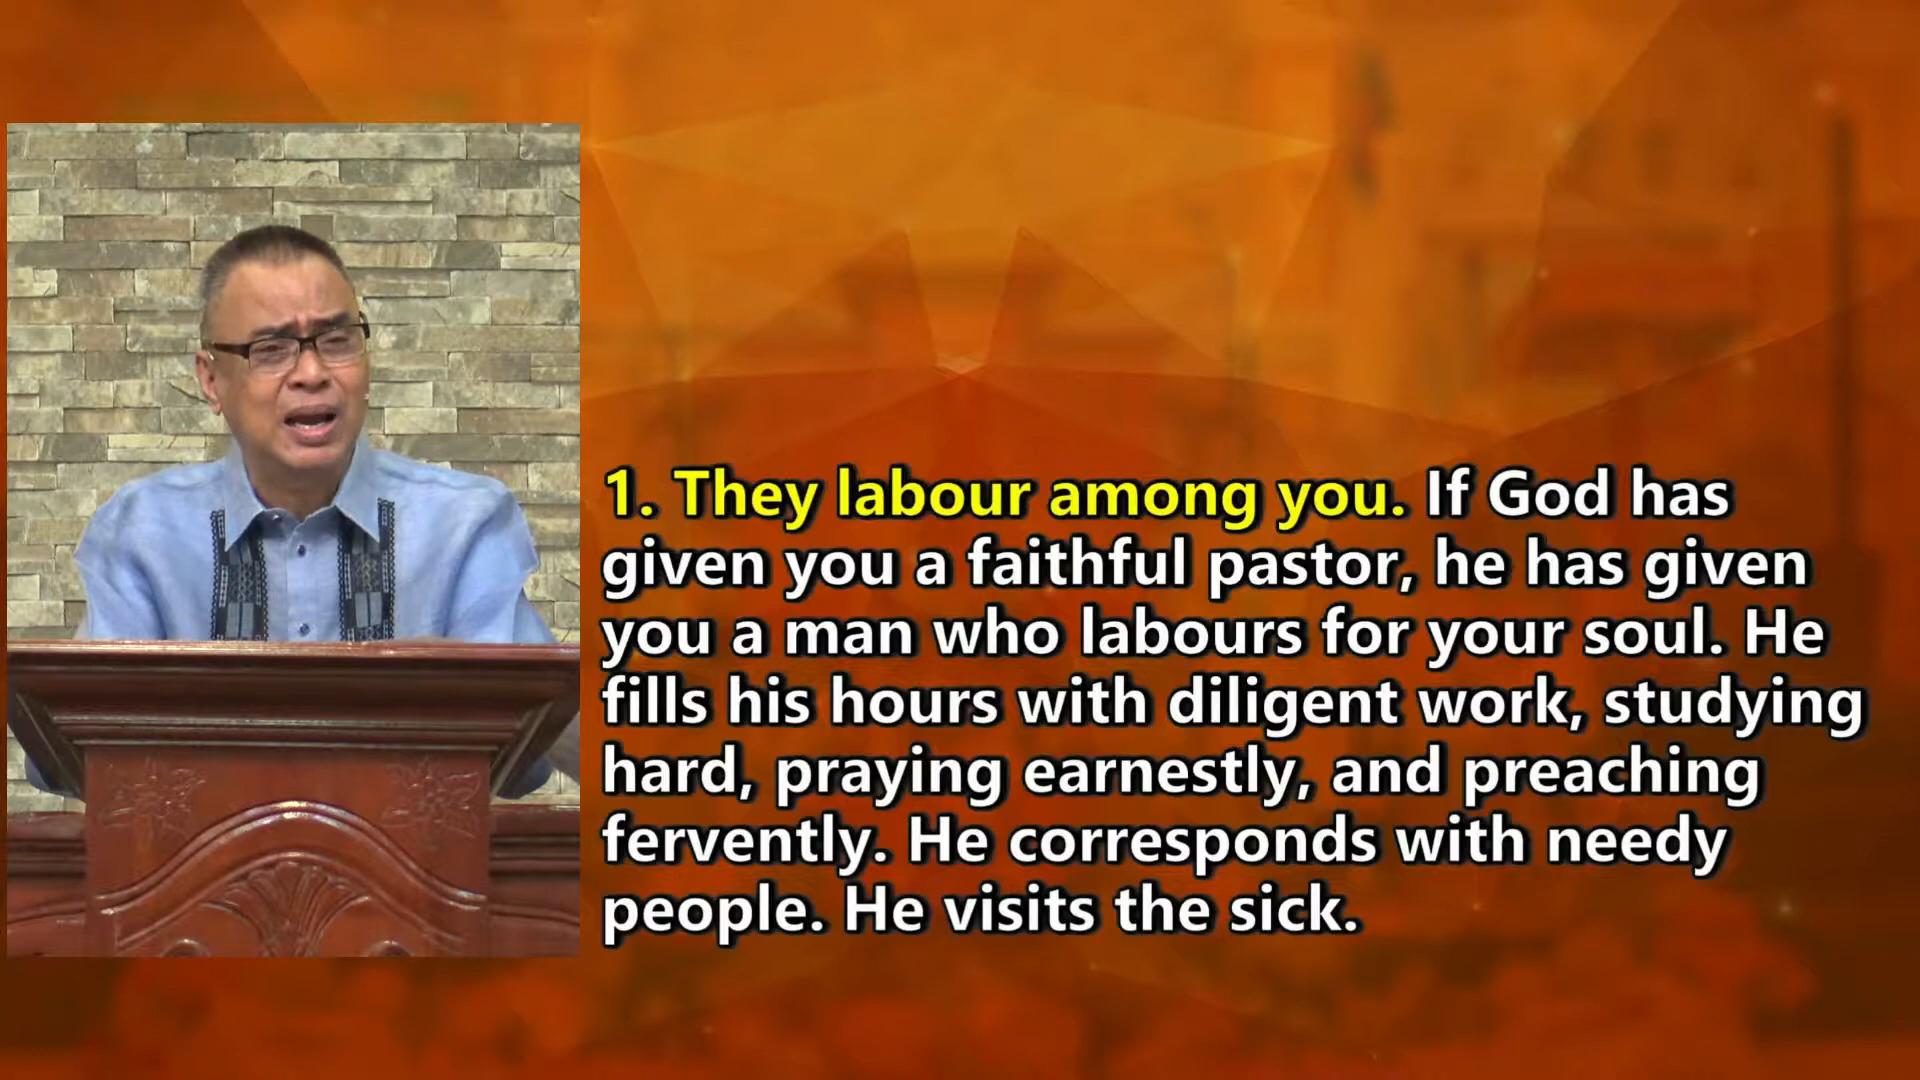 1. They labour among you. If God has
given you a faithful pastor, he has given
you a man who labours for your soul. He
fills his hours with diligent work, studying
hard, praying earnestly, and preaching
fervently. He corresponds with needy
people. He visits the sick.